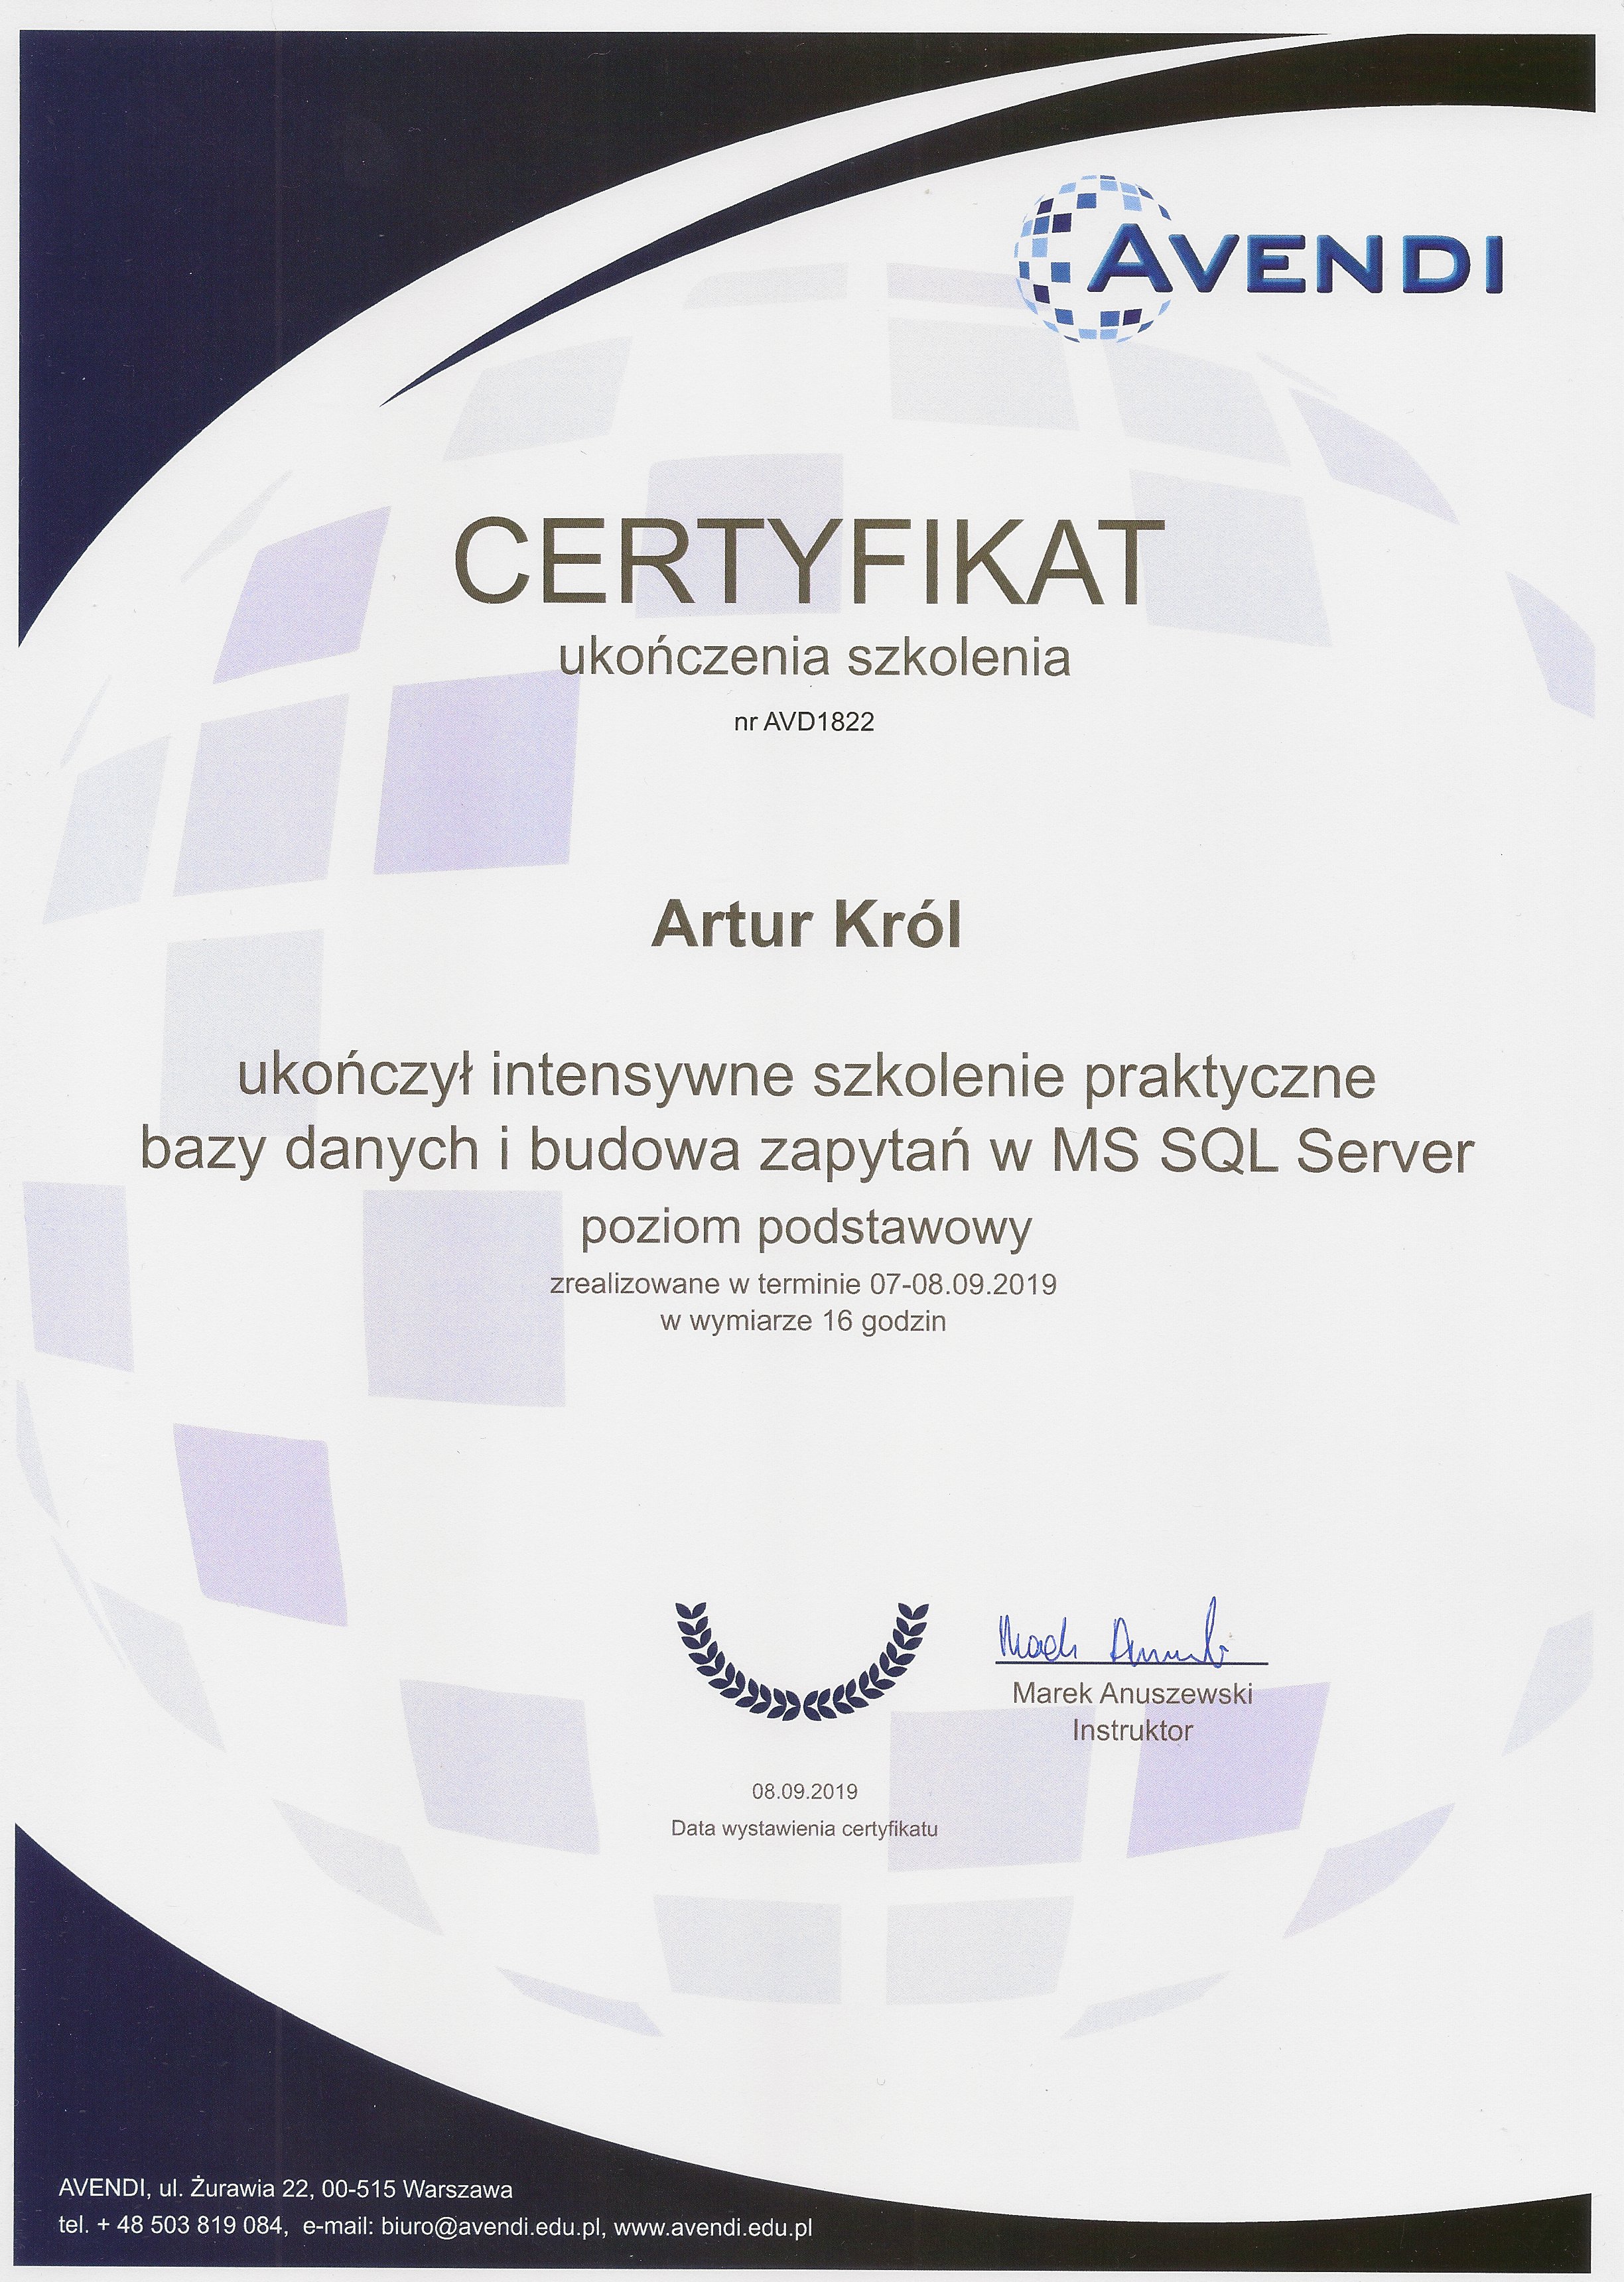 AVENDI
CERTYFIKAT
ukończenia szkolenia
nr AVD1822
Artur Król
ukończył intensywne szkolenie praktyczne
bazy danych i budowa zapytań w MS SQL Server
poziom podstawowy
zrealizowane w terminie 07-08.09.2019
w wymiarze 16 godzin
Marek Anuszewski
Instruktor
08.09.2019
Data wystawienia certyfikatu
AVENDI, ul. Żurawia 22, 00-515 Warszawa
tel. + 48 503 819 084, e-mail: biuro@avendi.edu.pl, www.avendi.edu.pl